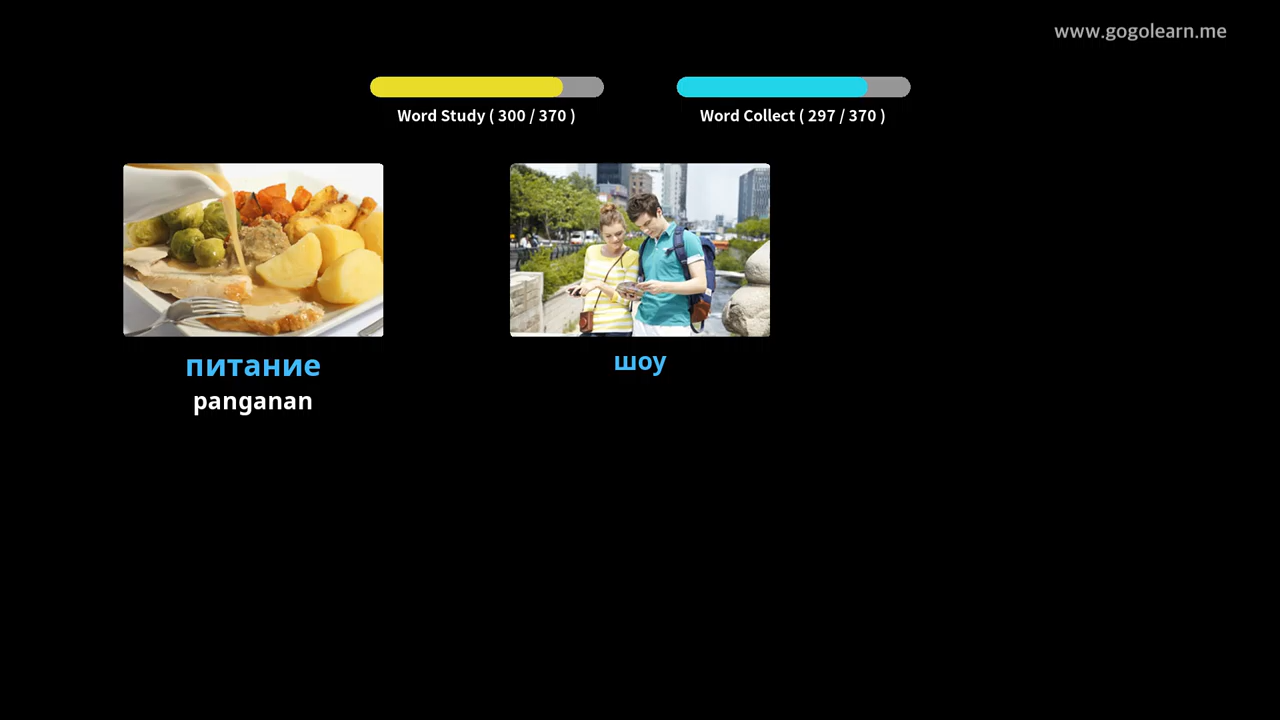 www.gogolearn.me
Word Study ( 300 / 370 )
Word Collect ( 297 / 370 )
питание
panganan
шоу